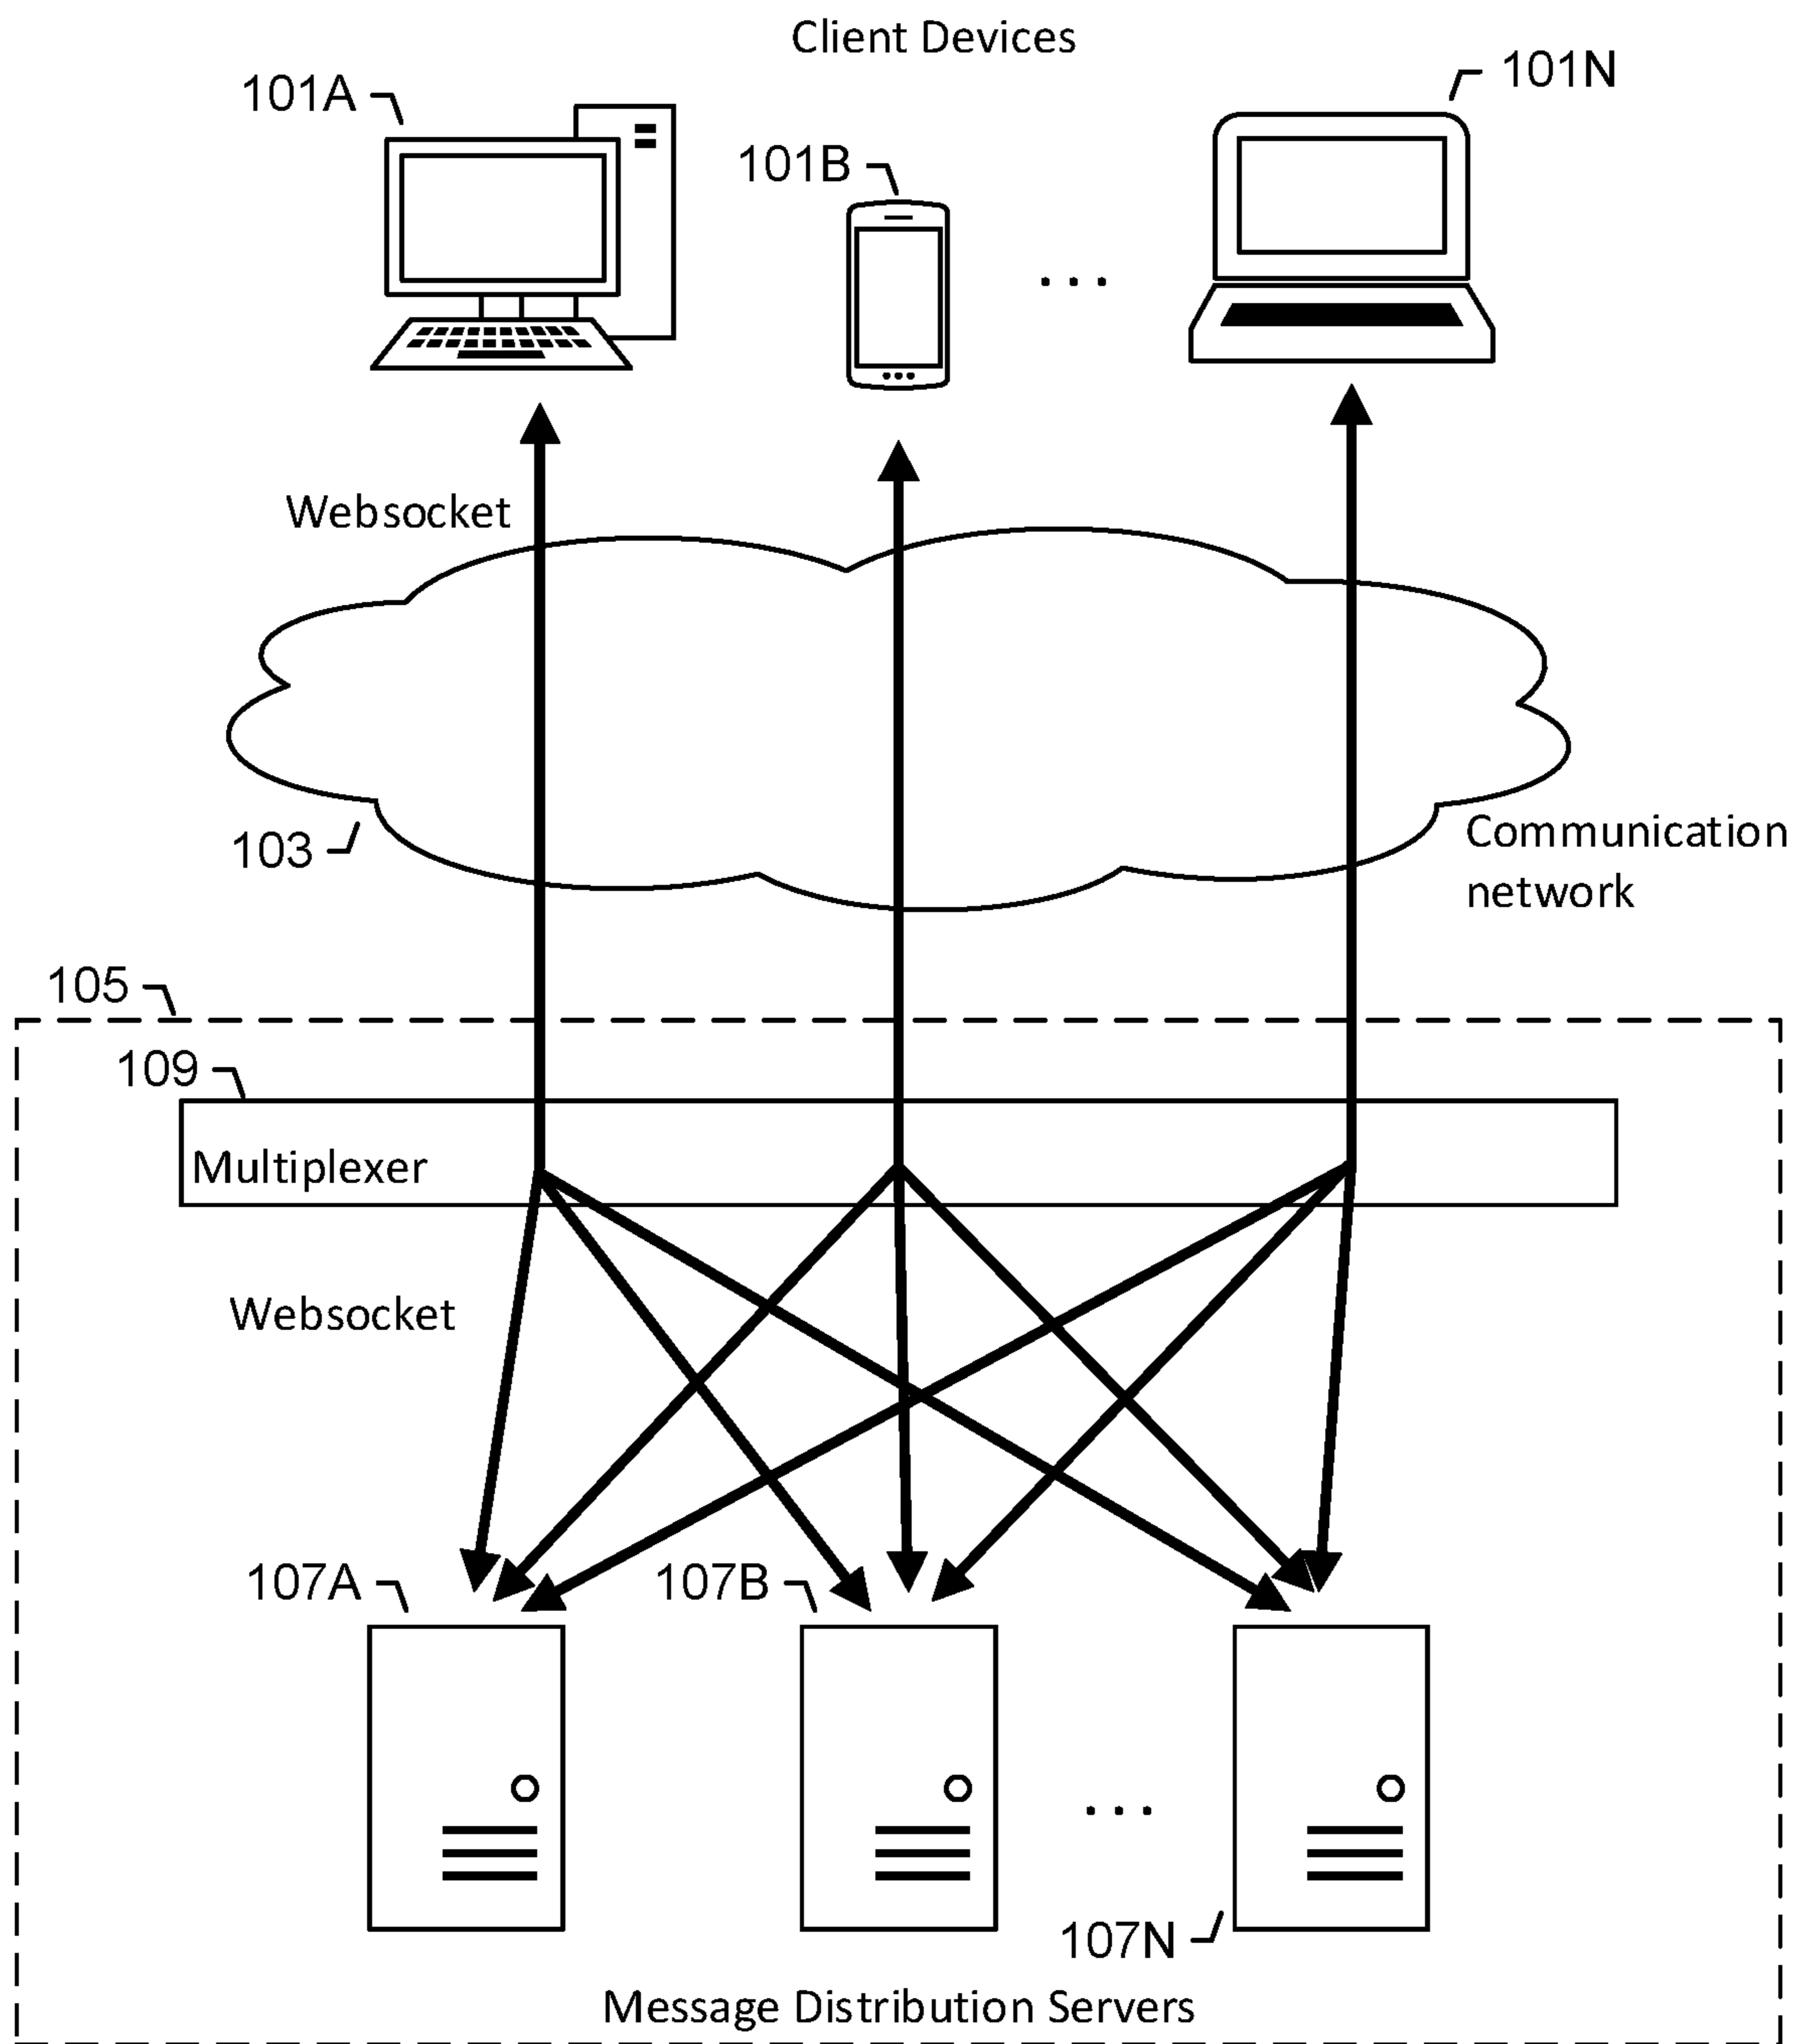 Client Devices
101A
101N
101B
...
Websocket
103
Communication
network
105
109
Multiplexer
Websocket
107A
107B
...
107N
Message Distribution Servers